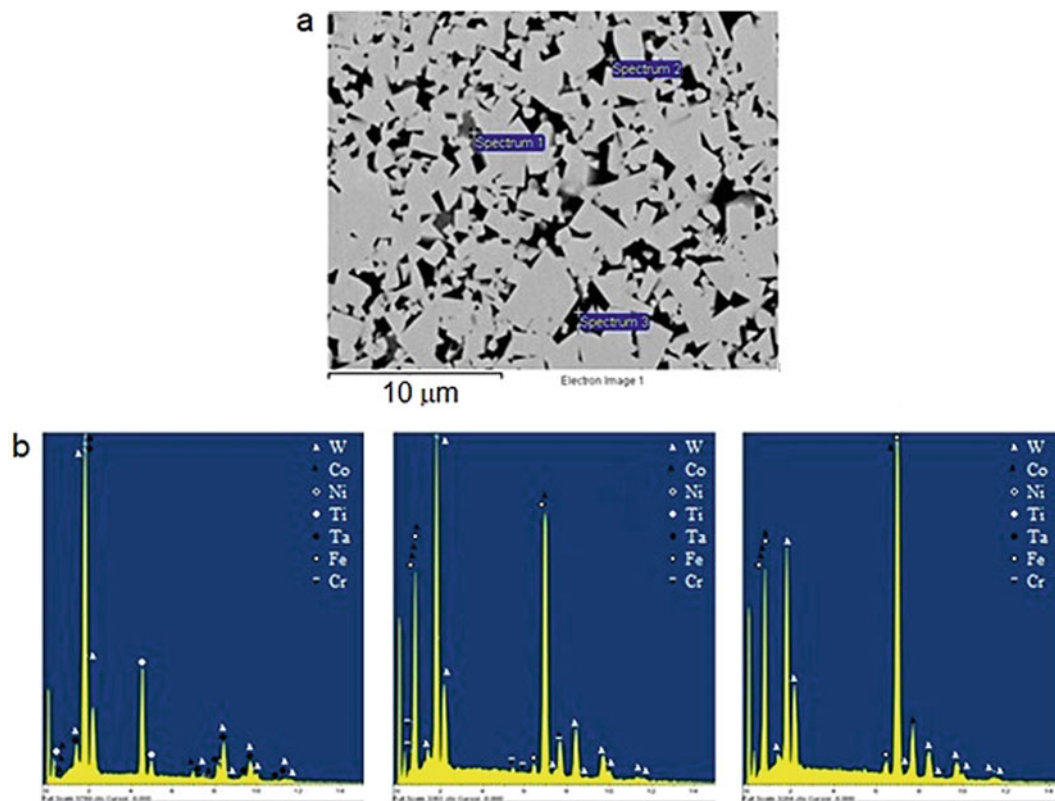 a
Spectrum 2
Spectrum 1
Spectrum 3
10 μm
Electron Image 1
b
W
Co
Ni
Ti
Ta
Fe
Cr
W
Co
Ni
Ti
Ta
Fe
Cr
W
Co
Ni
Ti
Ta
Fe
Cr